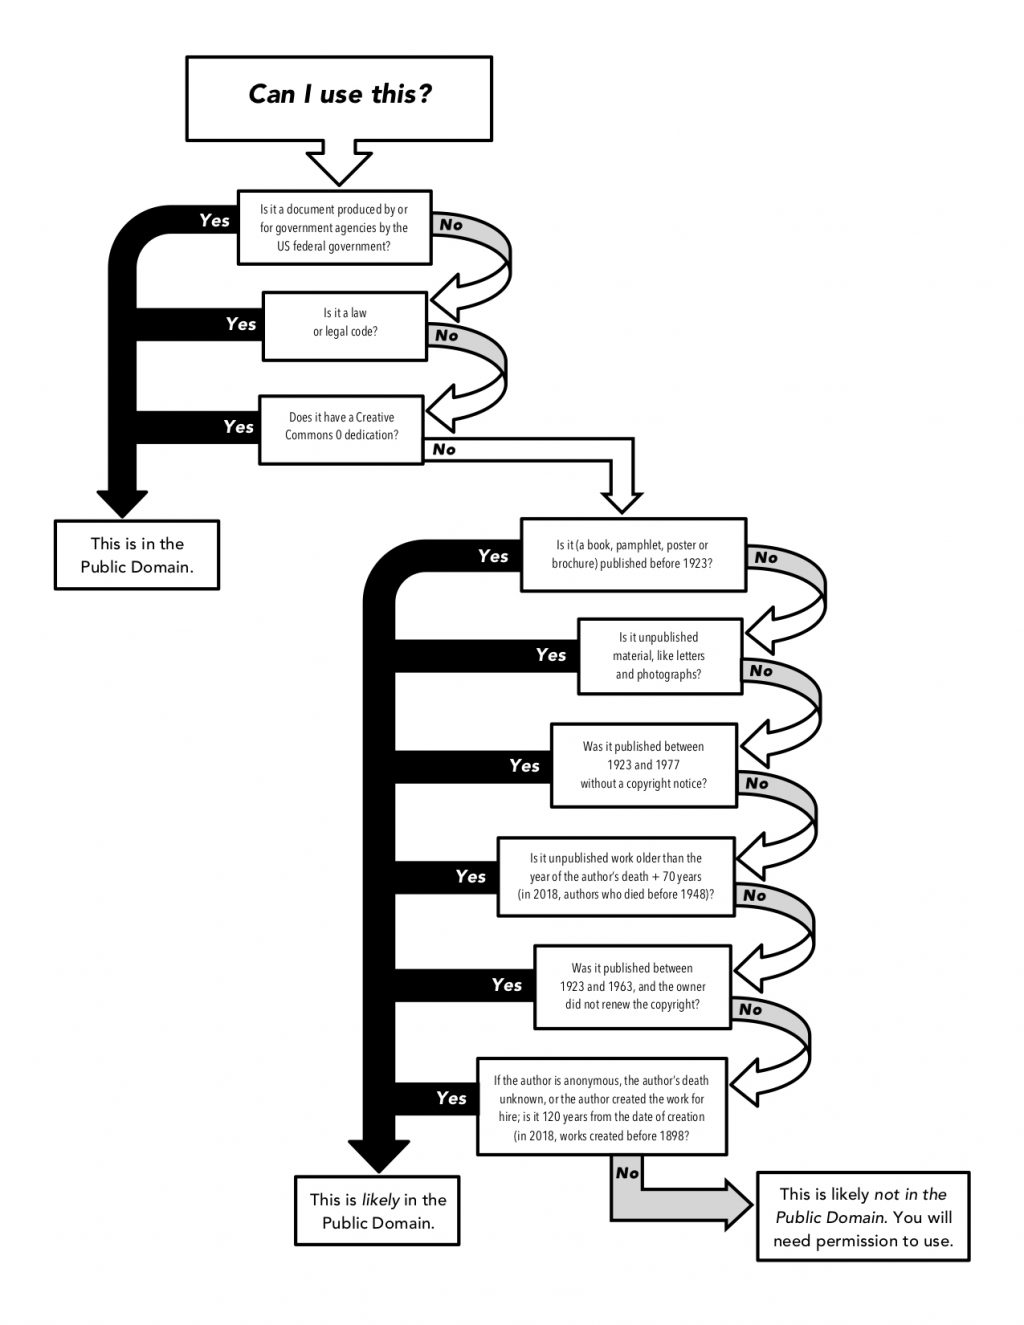 Can I use this?
Is it a document produced by or
for government agencies by the
US federal government?
Yes
No
Is it a law
or legal code?
Yes
No
Does it have a Creative
Commons 0 dedication?
Yes
No
This is in the
Public Domain.
Is it (a book, pamphlet, poster or
brochure) published before 1923?
Yes
No
Is it unpublished
material, like letters
and photographs?
Yes
No
Was it published between
1923 and 1977
without a copyright notice?
Yes
No
Is it unpublished work older than the
year of the author's death + 70 years
(in 2018, authors who died before 1948)?
Yes
No
Was it published between
1923 and 1963, and the owner
did not renew the copyright?
Yes
No
If the author is anonymous, the author's death
unknown, or the author created the work for
hire; is it 120 years from the date of creation
(in 2018, works created before 1898?
Yes
No
This is likely in the
Public Domain.
This is likely not in the
Public Domain. You will
need permission to use.